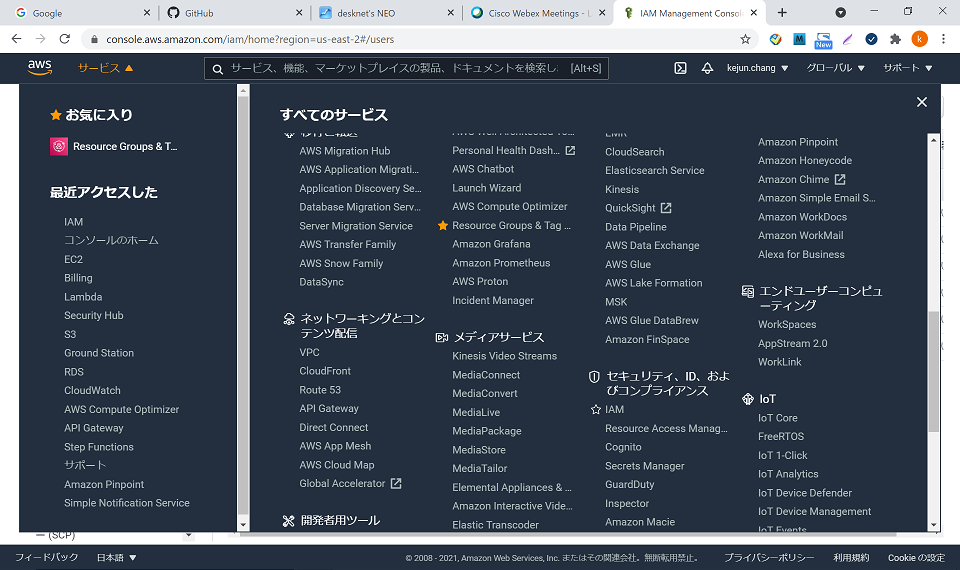 Google
GitHub
desknet's NEO
Cisco Webex Meetings - L
IAM Management Conso
console.aws.amazon.com/iam/home?region=us-east-2#/users
New
k
aws
サービス
サービス、機能、マーケットプレイスの製品、ドキュメントを検索し
[Alt+S]
kejun.chang
グローバル
サポート
お気に入り
Resource Groups & T...
最近アクセスした
IAM
コンソールのホーム
EC2
Billing
Lambda
Security Hub
S3
Ground Station
RDS
CloudWatch
AWS Compute Optimizer
API Gateway
Step Functions
サポート
Amazon Pinpoint
Simple Notification Service
すべてのサービス
移行と転送
AWS Migration Hub
AWS Application Migrati...
Application Discovery Se...
Database Migration Serv...
Server Migration Service
AWS Transfer Family
AWS Snow Family
DataSync
ネットワーキングとコン
テンツ配信
VPC
CloudFront
Route 53
API Gateway
Direct Connect
AWS App Mesh
AWS Cloud Map
Global Accelerator
開発者用ツール
AWS Well-Architected To...
Personal Health Dash...
AWS Chatbot
Launch Wizard
AWS Compute Optimizer
Resource Groups & Tag ...
Amazon Grafana
Amazon Prometheus
AWS Proton
Incident Manager
メディアサービス
Kinesis Video Streams
MediaConnect
MediaConvert
MediaLive
MediaPackage
MediaStore
MediaTailor
Elemental Appliances & ...
Amazon Interactive Vide...
Elastic Transcoder
EMR
CloudSearch
Elasticsearch Service
Kinesis
QuickSight
Data Pipeline
AWS Data Exchange
AWS Glue
AWS Lake Formation
MSK
AWS Glue DataBrew
Amazon FinSpace
セキュリティ、ID、およ
びコンプライアンス
IAM
Resource Access Manag...
Cognito
Secrets Manager
GuardDuty
Inspector
Amazon Macie
Amazon Pinpoint
Amazon Honeycode
Amazon Chime
Amazon Simple Email S...
Amazon WorkDocs
Amazon WorkMail
Alexa for Business
エンドユーザーコンピュ
ーティング
WorkSpaces
AppStream 2.0
WorkLink
IoT
IoT Core
FreeRTOS
IoT 1-Click
IoT Analytics
IoT Device Defender
IoT Device Management
IoT Events
(SCP)
フィードバック
日本語
© 2008 - 2021, Amazon Web Services, Inc. またはその関連会社。無断転用禁止。
プライバシーポリシー
利用規約
Cookie の設定